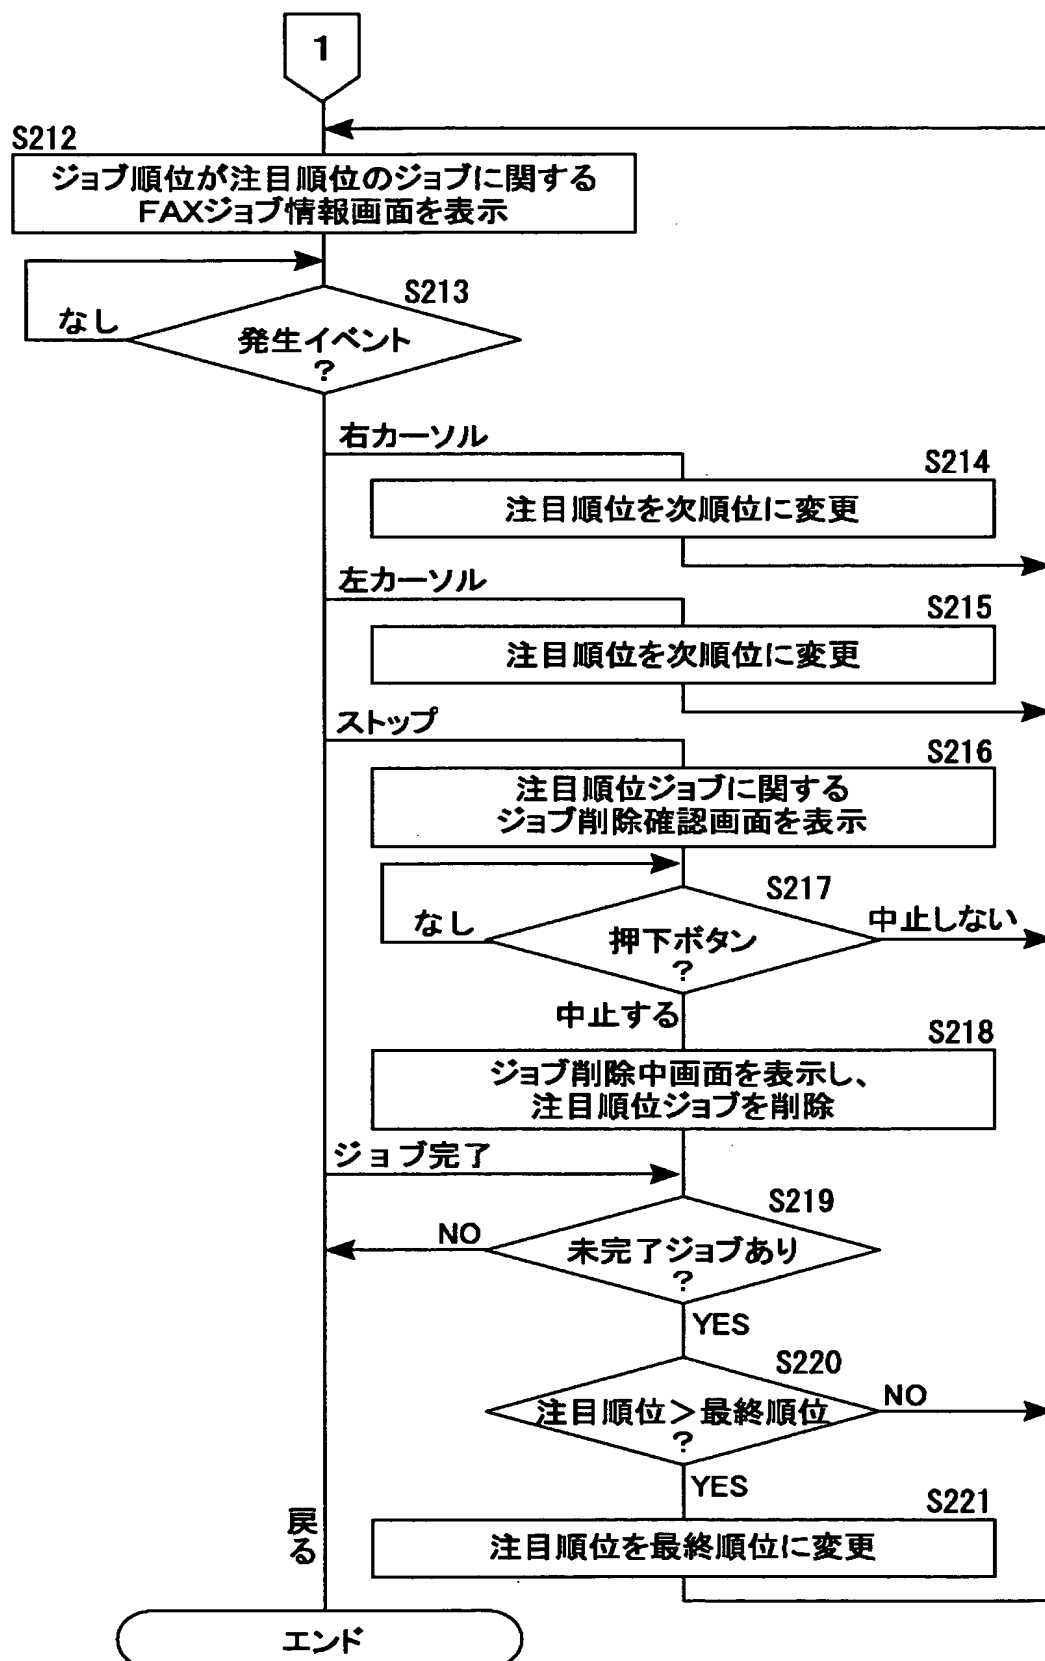 1
S212
ジョブ順位が注目順位のジョブに関する
FAXジョブ情報画面を表示
S213
なし
発生イベント
?
右カーソル
S214
注目順位を次順位に変更
左カーソル
S215
注目順位を次順位に変更
ストップ
S216
注目順位ジョブに関する
ジョブ削除確認画面を表示
S217
なし
押下ボタン
?
中止しない
中止する
S218
ジョブ削除中画面を表示し、
注目順位ジョブを削除
ジョブ完了
S219
NO
未完了ジョブあり
?
YES
S220
注目順位＞最終順位
?
NO
YES
S221
注目順位を最終順位に変更
戻る
エンド